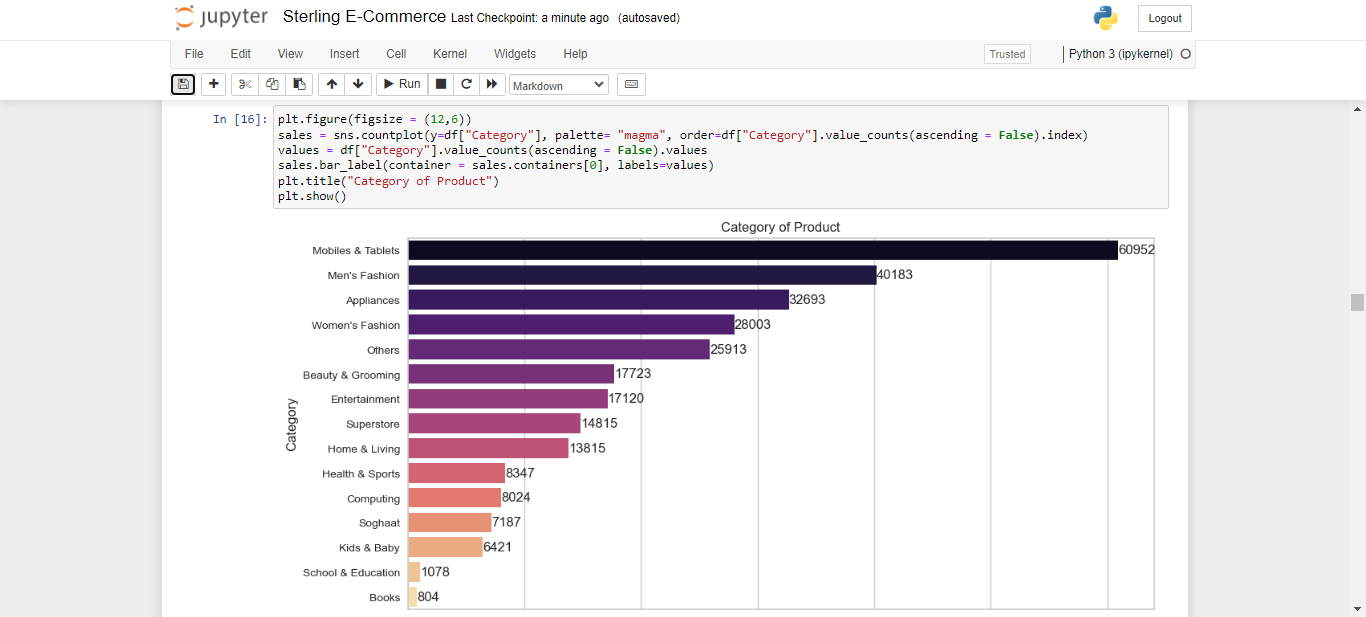 jupyter Sterling E-Commerce Last Checkpoint: a minute ago (autosaved)
Logout
File Edit View Insert Cell Kernel Widgets Help
Trusted
Python 3 (ipykernel)
Run
Markdown
In [16]: plt.figure(figsize = (12,6))
sales = sns.countplot(y=df["Category"], palette= "magma", order=df["Category"].value_counts(ascending = False).index)
values = df["Category"].value_counts(ascending = False).values
sales.bar_label(container = sales.containers[0], labels=values)
plt.title("Category of Product")
plt.show()
Category of Product
Category
Mobiles & Tablets 60952
Men's Fashion 40183
Appliances 32693
Women's Fashion 28003
Others 25913
Beauty & Grooming 17723
Entertainment 17120
Superstore 14815
Home & Living 13815
Health & Sports 8347
Computing 8024
Soghaat 7187
Kids & Baby 6421
School & Education 1078
Books 804